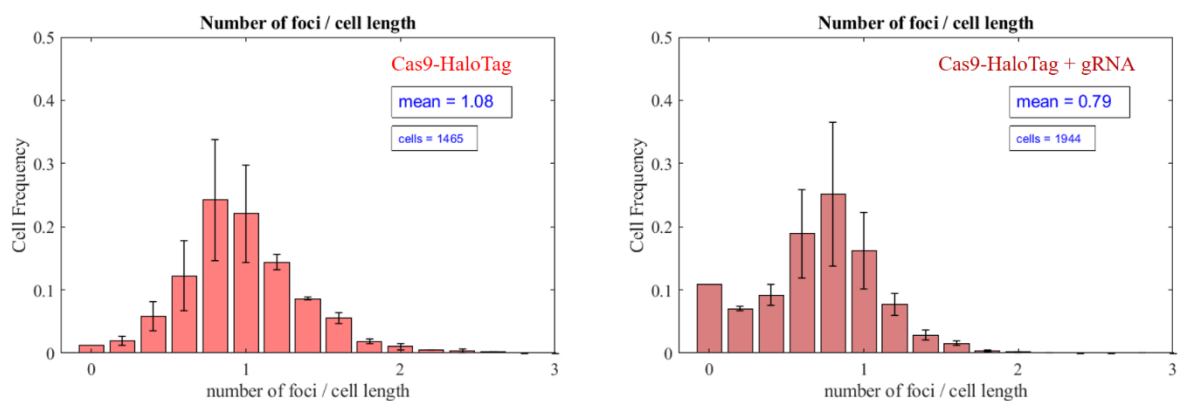 Number of foci / cell length
0.5
0.4
0.3
0.2
0.1
0
Cell Frequency
Cas9-HaloTag
mean = 1.08
cells = 1465
0 1 2 3
number of foci / cell length
Number of foci / cell length
0.5
0.4
0.3
0.2
0.1
0
Cell Frequency
Cas9-HaloTag + gRNA
mean = 0.79
cells = 1944
0 1 2 3
number of foci / cell length